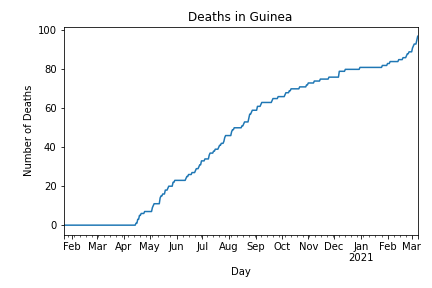 Deaths in Guinea
100
80
60
40
20
0
Number of Deaths
Feb Mar Apr May Jun Jul Aug Sep Oct Nov Dec Jan Feb Mar
2021
Day